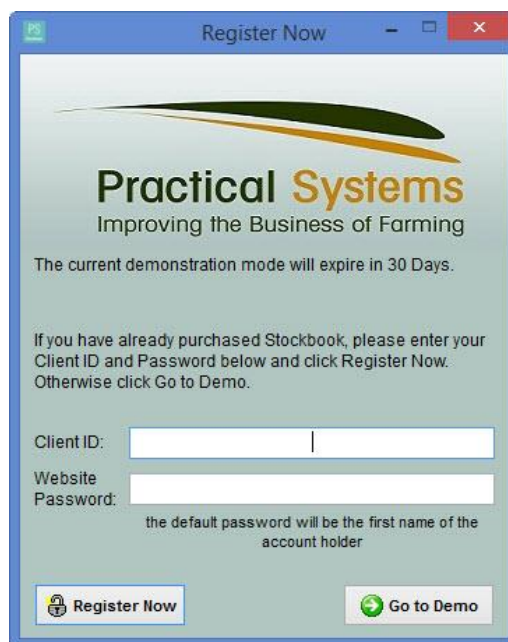 PS
Register Now
Practical Systems
Improving the Business of Farming
The current demonstration mode will expire in 30 Days.
If you have already purchased Stockbook, please enter your
Client ID and Password below and click Register Now.
Otherwise click Go to Demo.
Client ID:
Website
Password:
the default password will be the first name of the
account holder
Register Now
Go to Demo